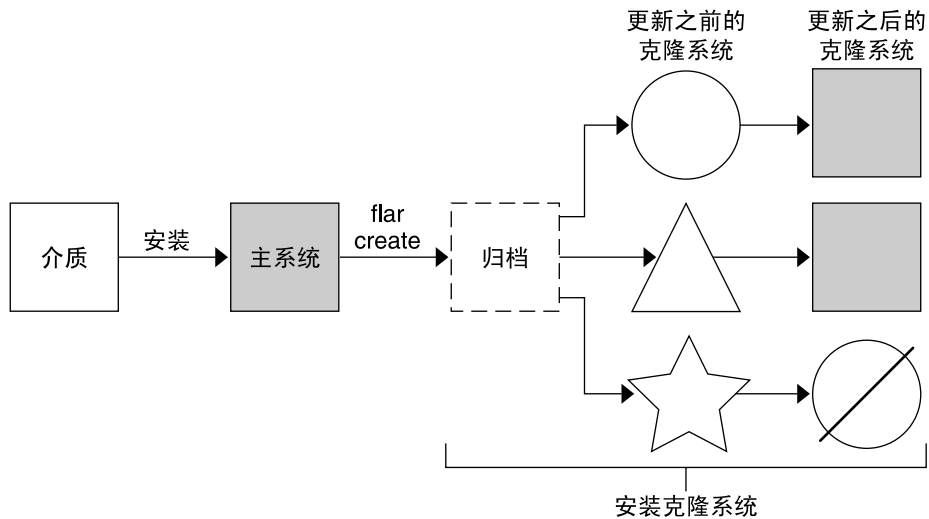 更新之前的
克隆系统
更新之后的
克隆系统
介质
安装
主系统
flar
create
归档
安装克隆系统